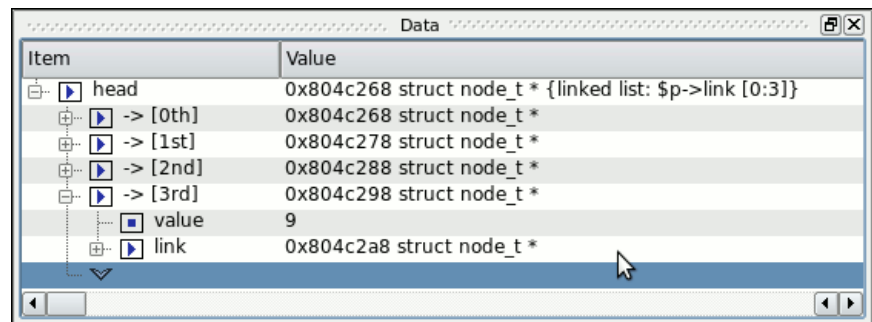 Data
Item Value
head 0x804c268 struct node_t * {linked list: $p->link [0:3]}
-> [0th] 0x804c268 struct node_t *
-> [1st] 0x804c278 struct node_t *
-> [2nd] 0x804c288 struct node_t *
-> [3rd] 0x804c298 struct node_t *
value 9
link 0x804c2a8 struct node_t *